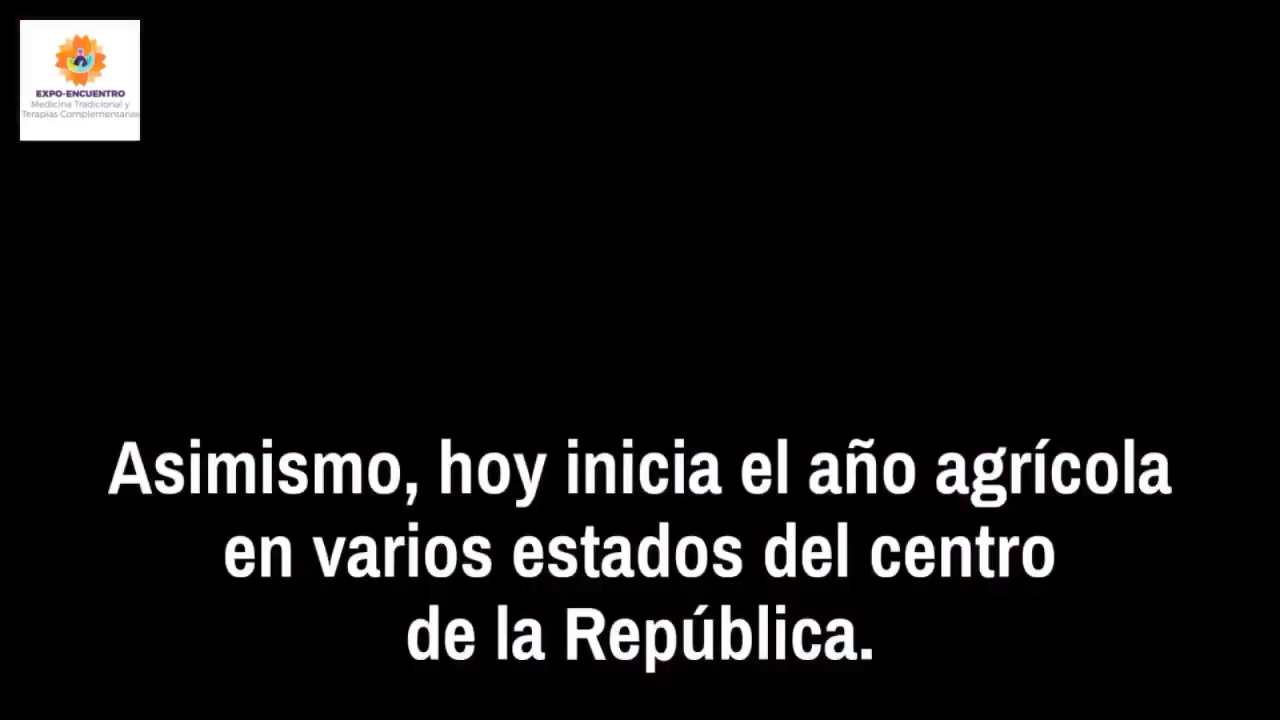 EXPO-ENCUENTRO
Medicina Tradicional y
Terapias Complementarias
Asimismo, hoy inicia el año agrícola
en varios estados del centro
de la República.